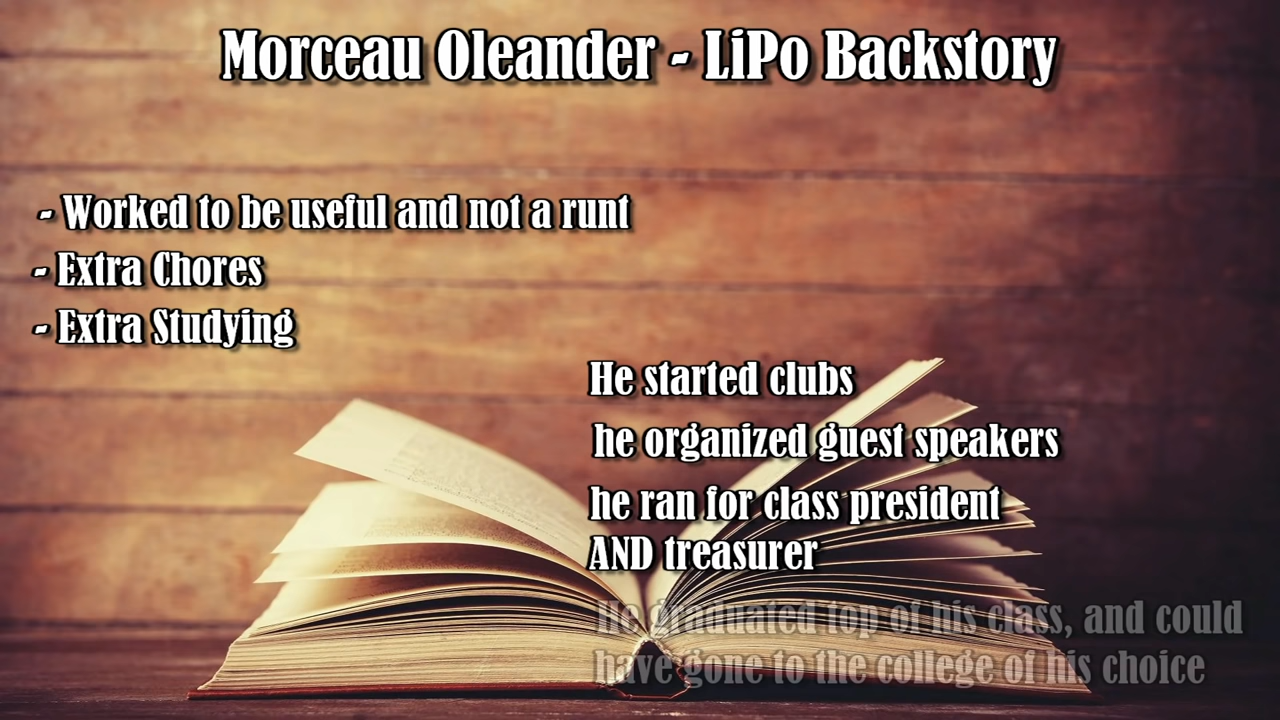 Morceau Oleander - LiPo Backstory
- Worked to be useful and not a runt
- Extra Chores
- Extra Studying
He started clubs
he organized guest speakers
he ran for class president
AND treasurer
He graduated top of his class, and could
have gone to the college of his choice